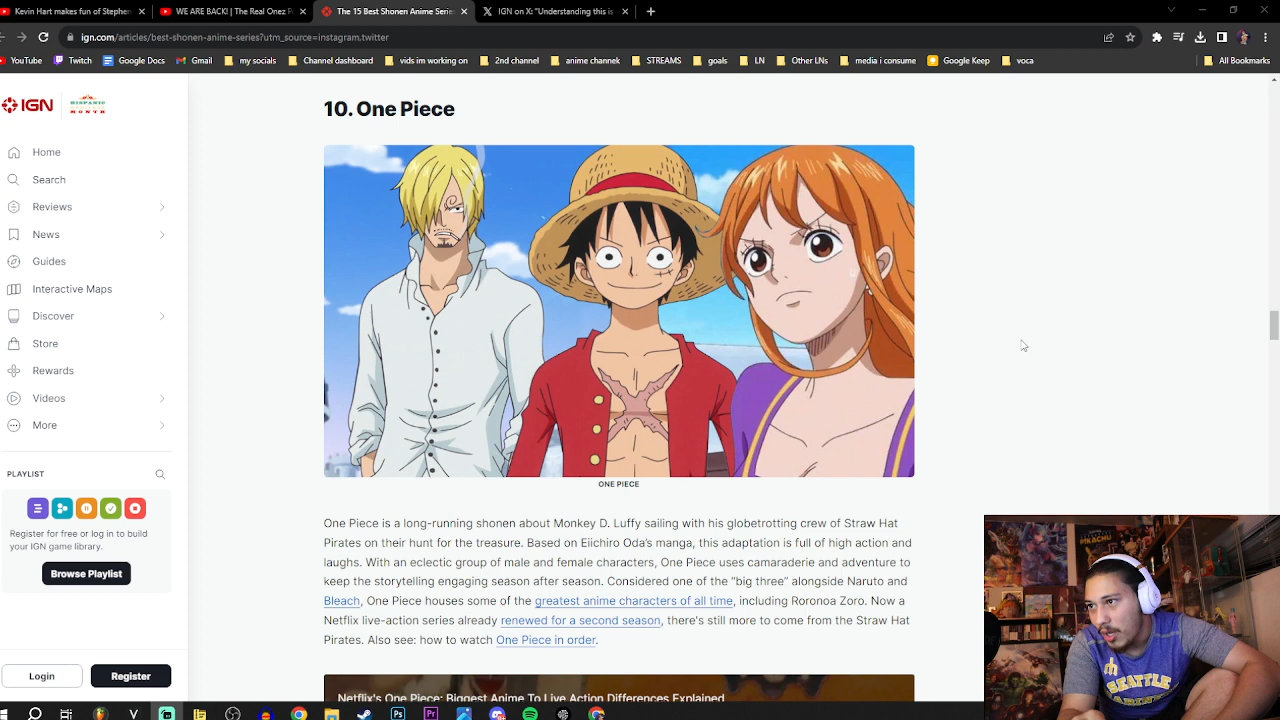 Kevin Hart makes fun of Stephen
WE ARE BACK! | The Real Onez P
The 15 Best Shonen Anime Series
IGN on X: "Understanding this is
ign.com/articles/best-shonen-anime-series?utm_source=instagram,twitter
YouTube
Twitch
Google Docs
Gmail
my socials
Channel dashboard
vids im working on
2nd channel
anime channek
STREAMS
goals
LN
Other LNs
media i consume
Google Keep
voca
All Bookmarks
IGN
HISPANIC
MONTH
Home
Search
Reviews
News
Guides
Interactive Maps
Discover
Store
Rewards
Videos
More
PLAYLIST
Register for free or log in to build
your IGN game library.
Browse Playlist
Login
Register
10. One Piece
ONE PIECE
One Piece is a long-running shonen about Monkey D. Luffy sailing with his globetrotting crew of Straw Hat
Pirates on their hunt for the treasure. Based on Eiichiro Oda's manga, this adaptation is full of high action and
laughs. With an eclectic group of male and female characters, One Piece uses camaraderie and adventure to
keep the storytelling engaging season after season. Considered one of the "big three" alongside Naruto and
Bleach, One Piece houses some of the greatest anime characters of all time, including Roronoa Zoro. Now a
Netflix live-action series already renewed for a second season, there's still more to come from the Straw Hat
Pirates. Also see: how to watch One Piece in order.
Netflix's One Piece: Biggest Anime To Live Action Differences Explained
PIKACHU
SEATTLE